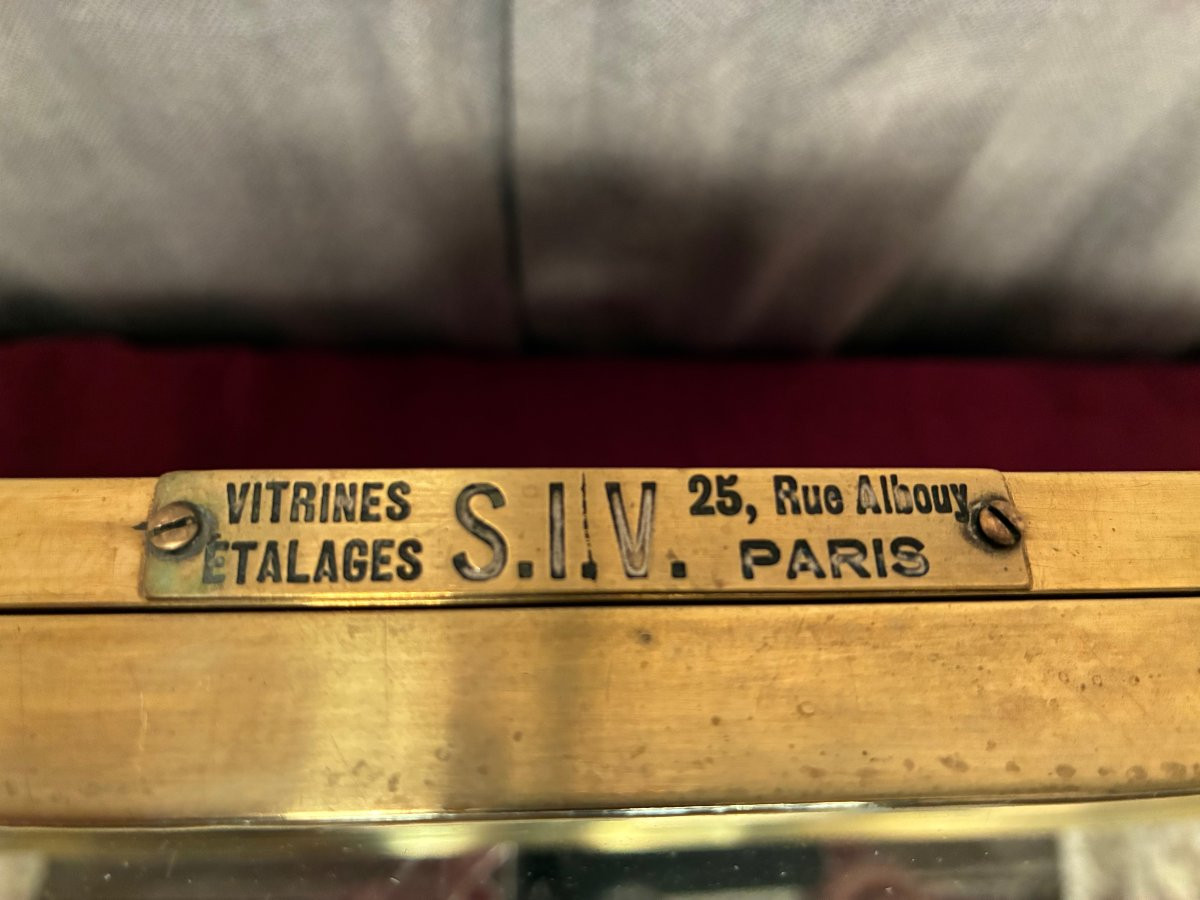 VITRINES
ÉTALAGES
S.I.V.
25, Rue Albouy
PARIS